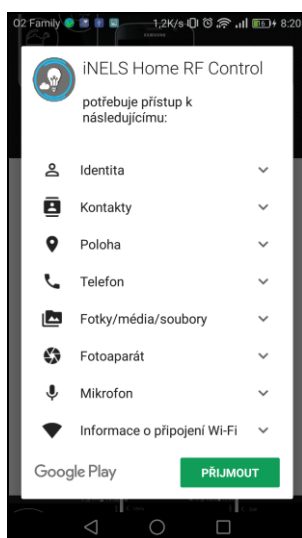 O2 Family 1,2K/s 8:20
SAMSUNG
iNELS Home RF Control
potřebuje přístup k
následujícímu:
Identita
Kontakty
Poloha
Telefon
Fotky/média/soubory
Fotoaparát
Mikrofon
Informace o připojení Wi-Fi
Google Play PŘIJMOUT